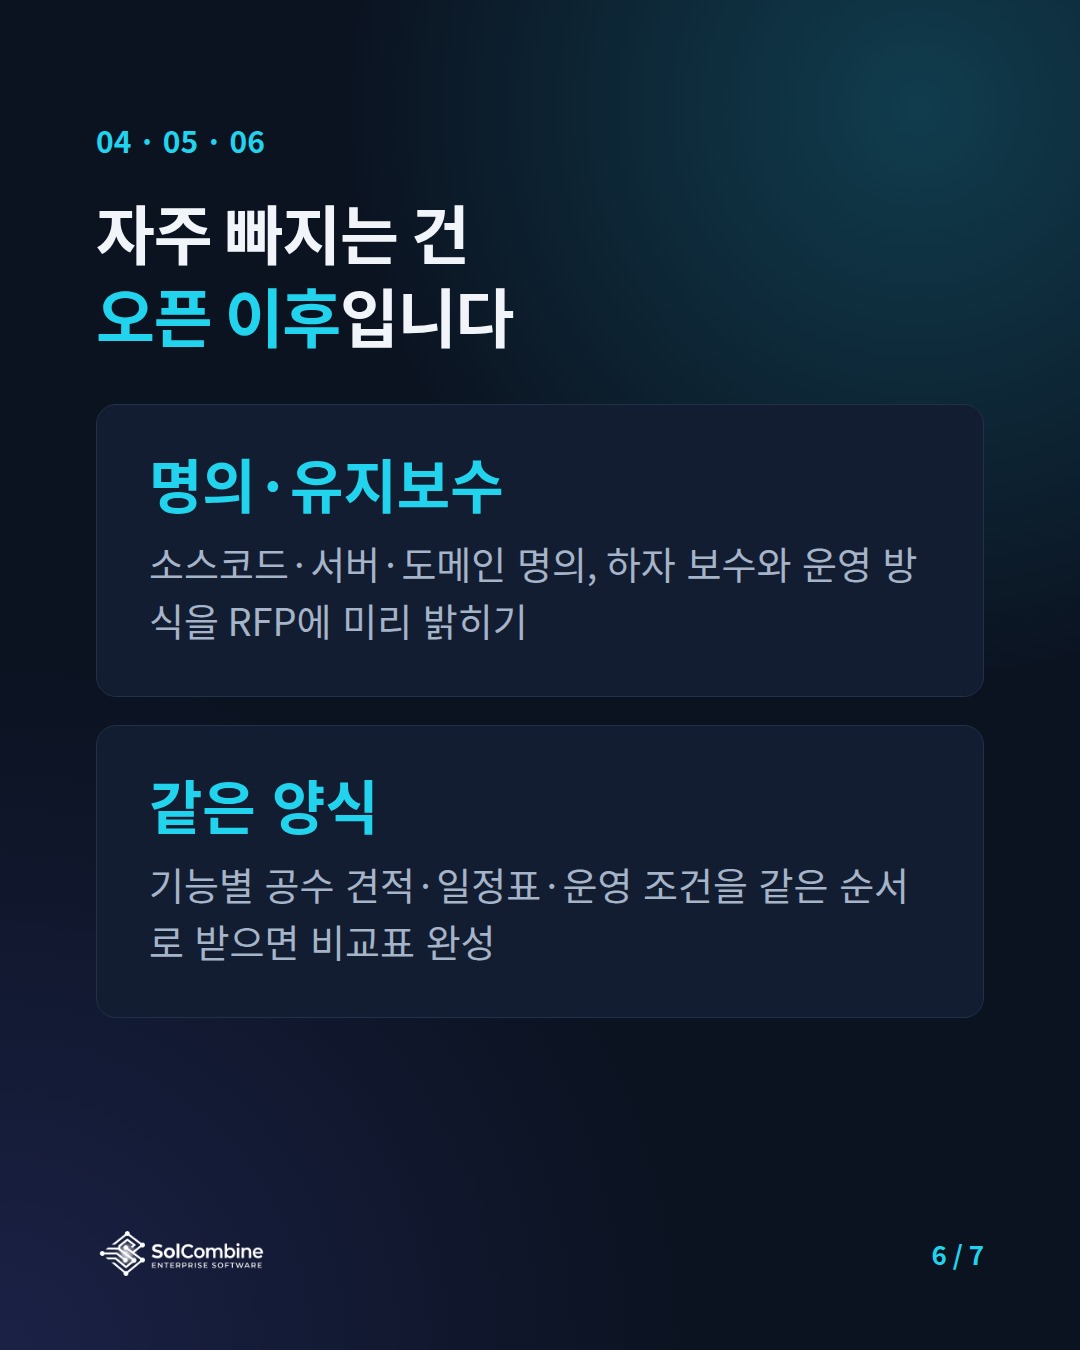 04 · 05 · 06
자주 빠지는 건
오픈 이후입니다
명의·유지보수
소스코드·서버·도메인 명의, 하자 보수와 운영 방
식을 RFP에 미리 밝히기
같은 양식
기능별 공수 견적·일정표·운영 조건을 같은 순서
로 받으면 비교표 완성
SolCombine
ENTERPRISE SOFTWARE
6 / 7